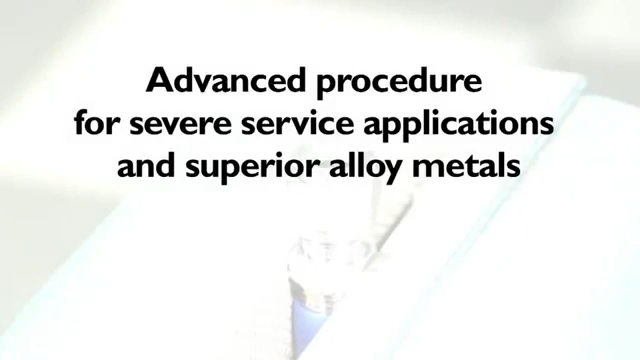 Advanced procedure
for severe service applications
and superior alloy metals